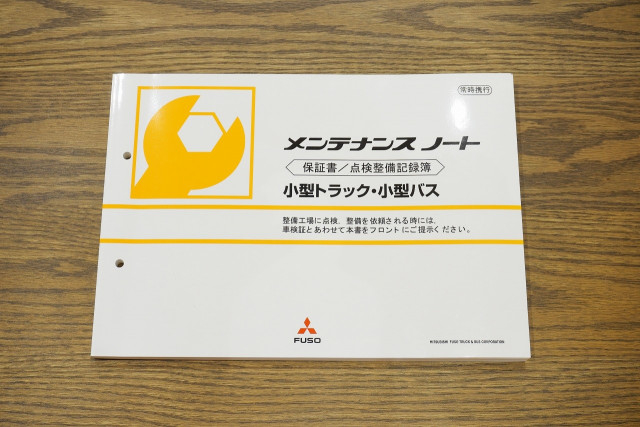 常時携行
メンテナンス ノート
保証書/点検整備記録簿
小型トラック・小型バス
整備工場に点検、整備を依頼される時には、
車検証とあわせて本書をフロントにご提示ください。
FUSO
MITSUBISHI FUSO TRUCK & BUS CORPORATION